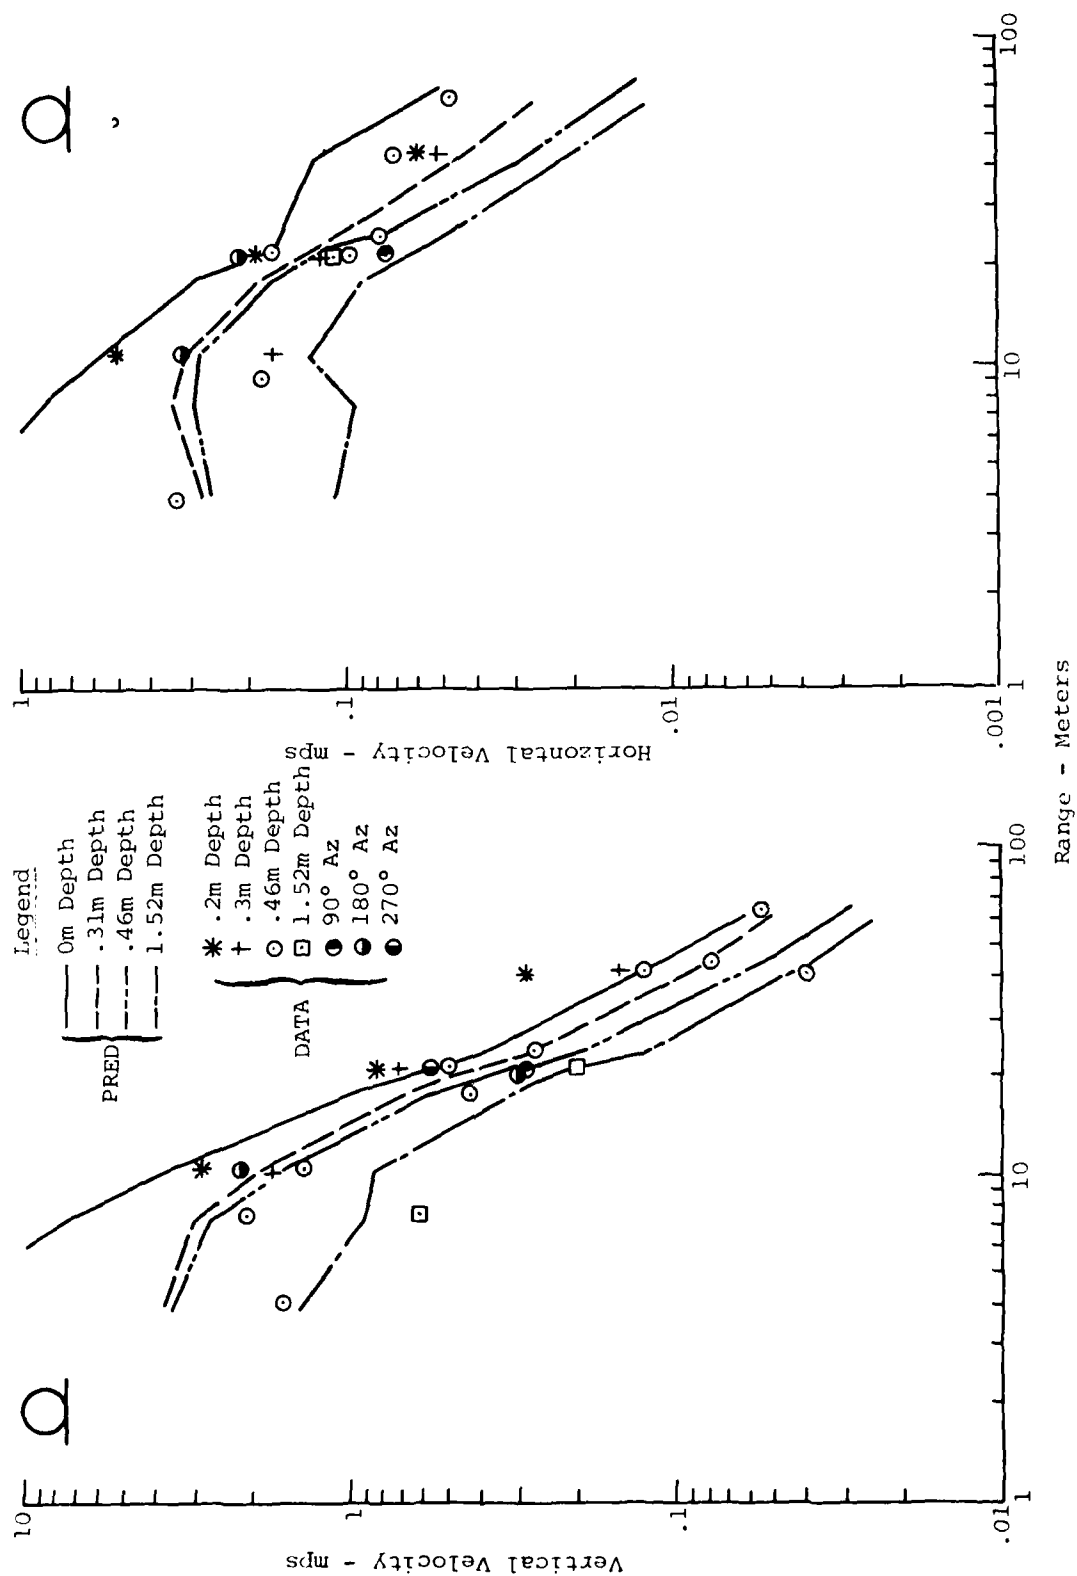 Legend
PRED
0m Depth
.31m Depth
.46m Depth
1.52m Depth
DATA
.2m Depth
.3m Depth
.46m Depth
1.52m Depth
90° Az
180° Az
270° Az
Vertical Velocity - mps
10
1
.1
.01
1
10
100
Horizontal Velocity - mps
1
.1
.01
.001
1
10
100
Range - Meters